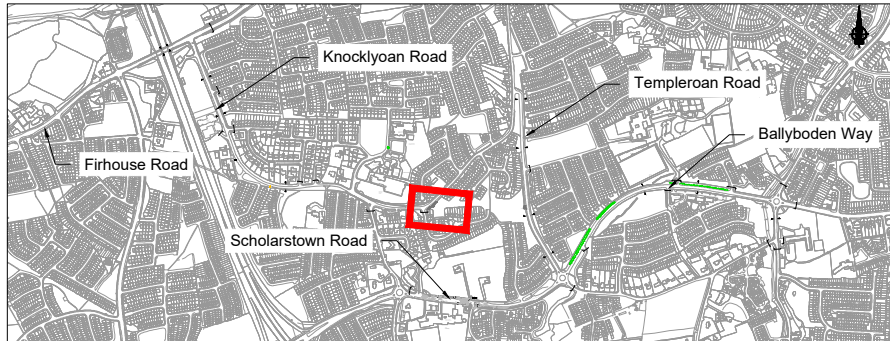 Knocklyoan Road
Templeroan Road
Ballyboden Way
Firhouse Road
Scholarstown Road